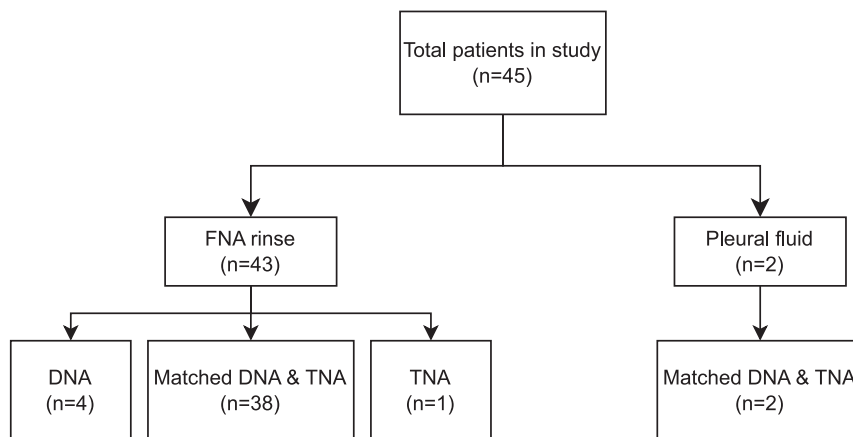 Total patients in study
(n=45)
FNA rinse
(n=43)
Pleural fluid
(n=2)
DNA
(n=4)
Matched DNA & TNA
(n=38)
TNA
(n=1)
Matched DNA & TNA
(n=2)